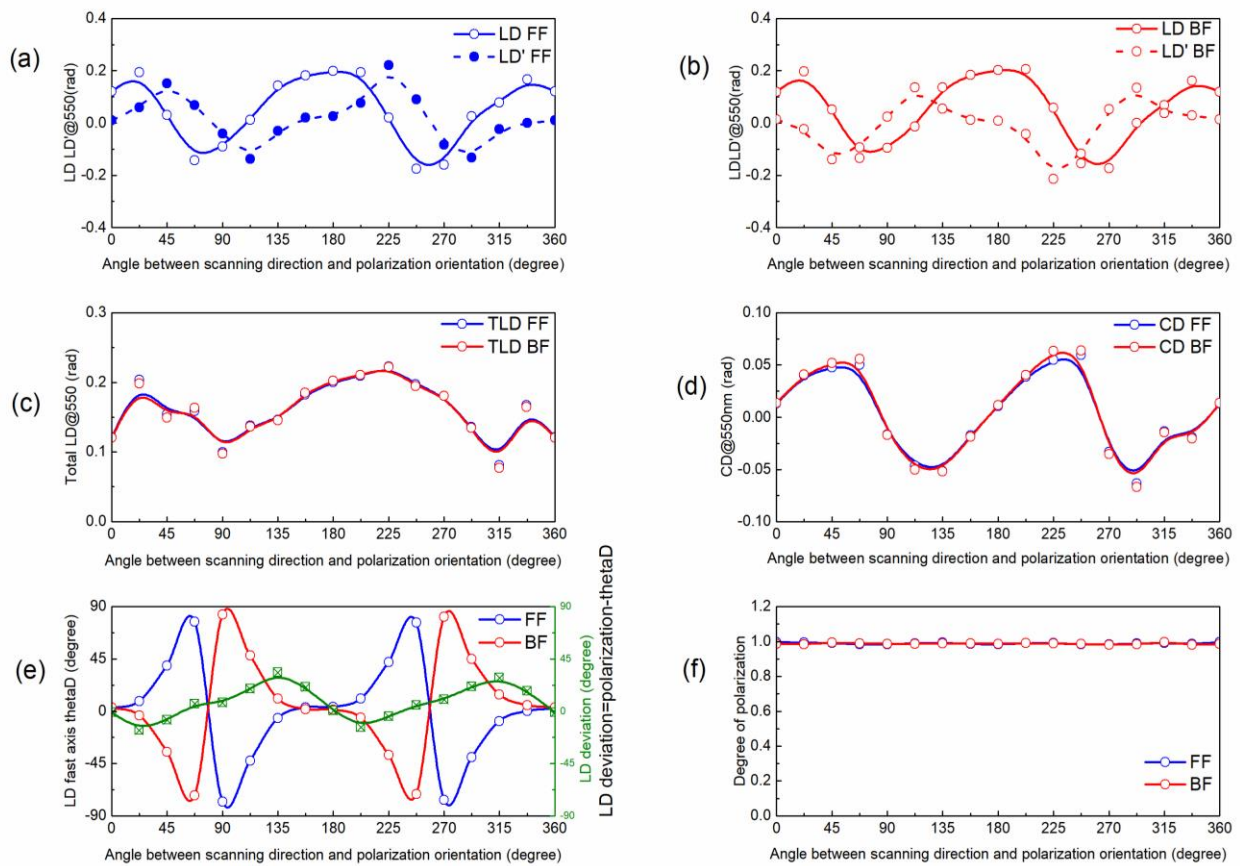 (a)
LD FF
LD' FF
LD LD'@550(rad)
0.4
0.2
0.0
-0.2
-0.4
0 45 90 135 180 225 270 315 360
Angle between scanning direction and polarization orientation (degree)
(b)
LD BF
LD' BF
LDLD'@550(rad)
0.4
0.2
0.0
-0.2
-0.4
0 45 90 135 180 225 270 315 360
Angle between scanning direction and polarization orientation (degree)
(c)
TLD FF
TLD BF
Total LD@550 (rad)
0.3
0.2
0.1
0.0
0 45 90 135 180 225 270 315 360
Angle between scanning direction and polarization orientation (degree)
(d)
CD FF
CD BF
CD@550nm (rad)
0.10
0.05
0.00
-0.05
-0.10
0 45 90 135 180 225 270 315 360
Angle between scanning direction and polarization orientation (degree)
(e)
FF
BF
LD fast axis thetaD (degree)
90
45
0
-45
-90
0 45 90 135 180 225 270 315 360
Angle between scanning direction and polarization orientation (degree)
90
45
0
-45
-90
LD deviation (degree)
LD deviation=polarization-thetaD
(f)
FF
BF
Degree of polarization
1.2
1.0
0.8
0.6
0.4
0.2
0.0
0 45 90 135 180 225 270 315 360
Angle between scanning direction and polarization orientation (degree)